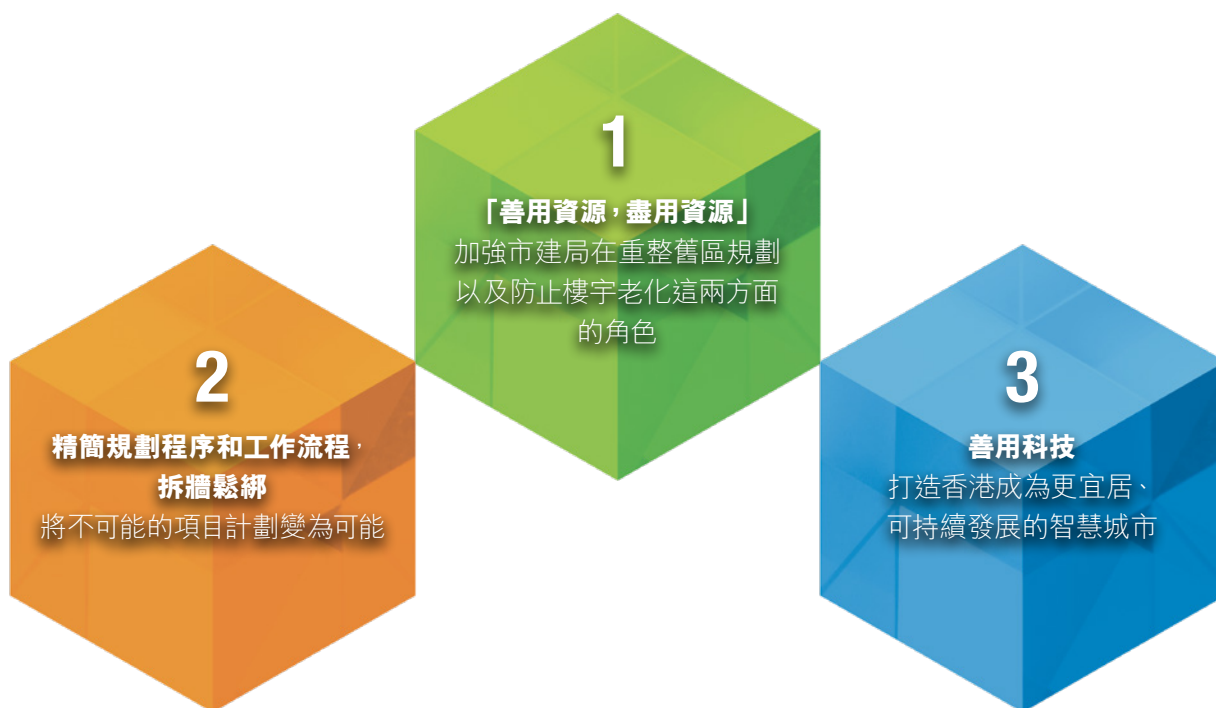 1
「善用資源，盡用資源」
加強市建局在重整舊區規劃
以及防止樓宇老化這兩方面
的角色
2
精簡規劃程序和工作流程，
拆牆鬆綁
將不可能的項目計劃變為可能
3
善用科技
打造香港成為更宜居、
可持續發展的智慧城市